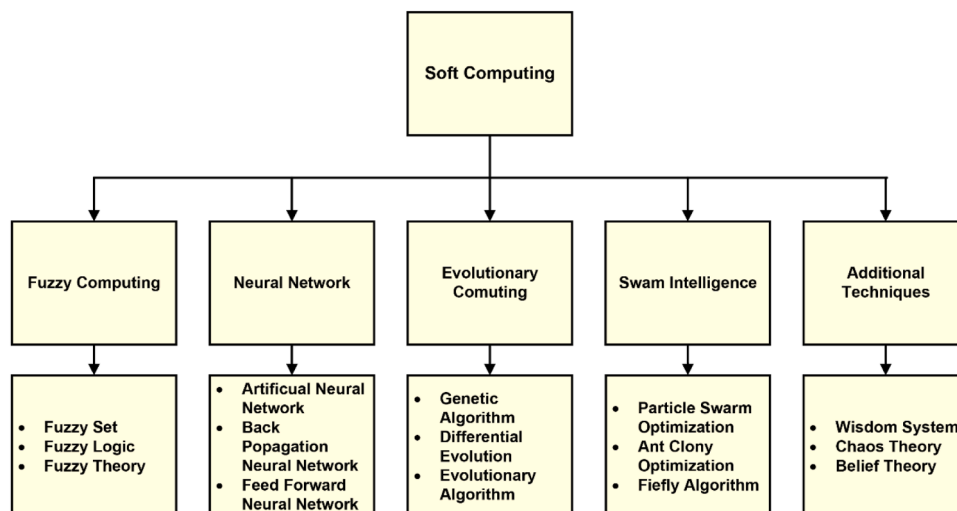 Soft Computing
Fuzzy Computing
Neural Network
Evolutionary
Comuting
Swam Intelligence
Additional
Techniques
• Fuzzy Set
• Fuzzy Logic
• Fuzzy Theory
• Artificual Neural
Network
• Back
Popagation
Neural Network
• Feed Forward
Neural Network
• Genetic
Algorithm
• Differential
Evolution
• Evolutionary
Algorithm
• Particle Swarm
Optimization
• Ant Clony
Optimization
• Fiefly Algorithm
• Wisdom System
• Chaos Theory
• Belief Theory